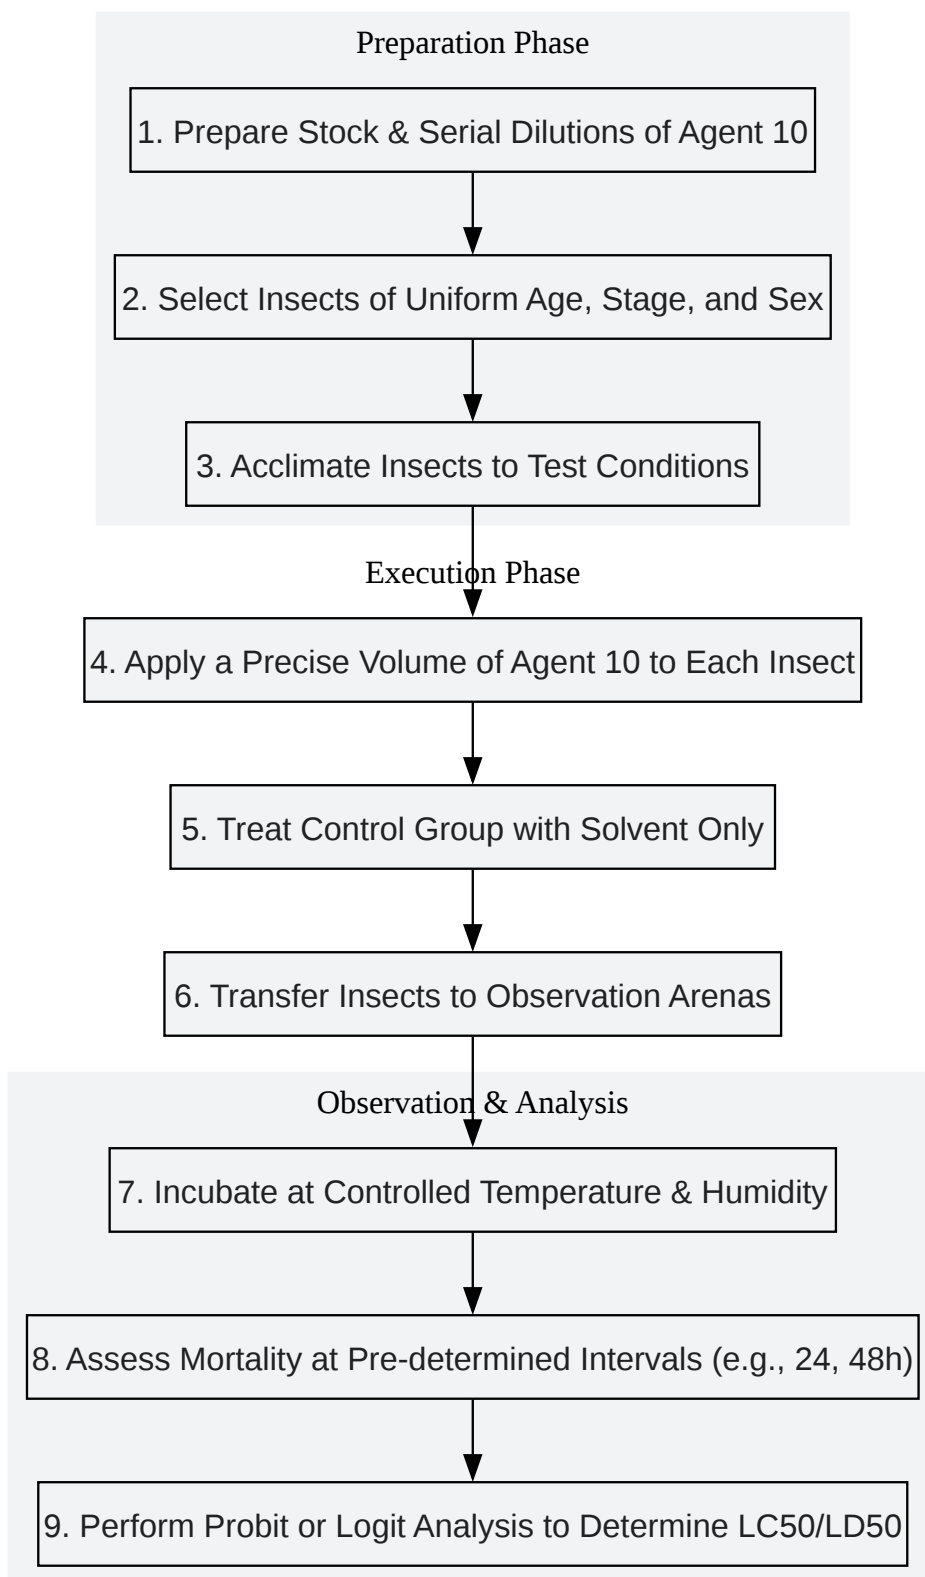 Preparation Phase
1. Prepare Stock & Serial Dilutions of Agent 10
2. Select Insects of Uniform Age, Stage, and Sex
3. Acclimate Insects to Test Conditions
Execution Phase
4. Apply a Precise Volume of Agent 10 to Each Insect
5. Treat Control Group with Solvent Only
6. Transfer Insects to Observation Arenas
Observation & Analysis
7. Incubate at Controlled Temperature & Humidity
8. Assess Mortality at Pre-determined Intervals (e.g., 24, 48h)
9. Perform Probit or Logit Analysis to Determine LC50/LD50